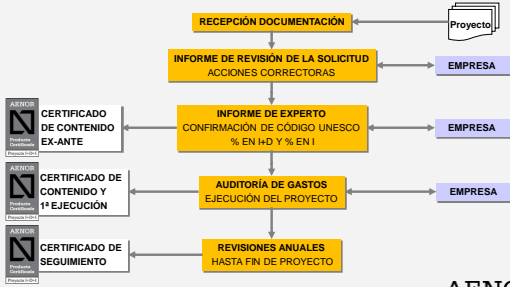 RECEPCIÓN DOCUMENTACIÓN
Proyecto
INFORME DE REVISIÓN DE LA SOLICITUD
ACCIONES CORRECTORAS
EMPRESA
AENOR
Producto
Certificado
Proyecto I+D+I
CERTIFICADO
DE CONTENIDO
EX-ANTE
INFORME DE EXPERTO
CONFIRMACIÓN DE CÓDIGO UNESCO
% EN I+D Y % EN I
EMPRESA
AENOR
Producto
Certificado
Proyecto I+D+I
CERTIFICADO DE
CONTENIDO Y
1ª EJECUCIÓN
AUDITORÍA DE GASTOS
EJECUCIÓN DEL PROYECTO
EMPRESA
AENOR
Producto
Certificado
Proyecto I+D+I
CERTIFICADO DE
SEGUIMIENTO
REVISIONES ANUALES
HASTA FIN DE PROYECTO